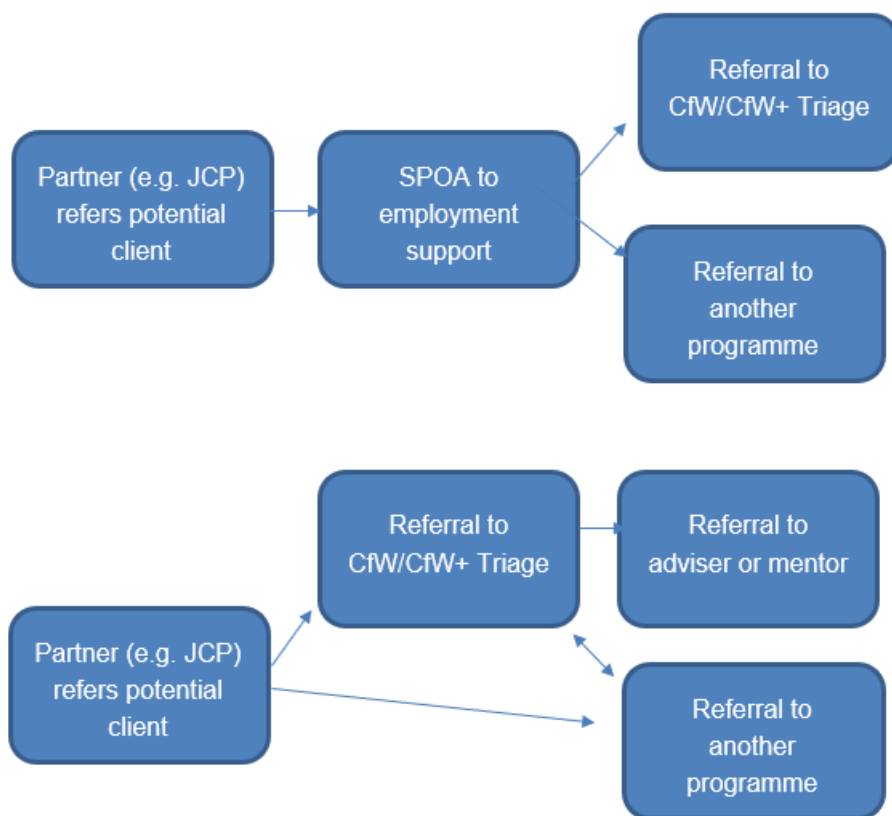 Referral to
CfW/CfW+ Triage
Partner (e.g. JCP)
refers potential
client
SPOA to
employment
support
Referral to
another
programme
Referral to
CfW/CfW+ Triage
Referral to
adviser or mentor
Partner (e.g. JCP)
refers potential
client
Referral to
another
programme